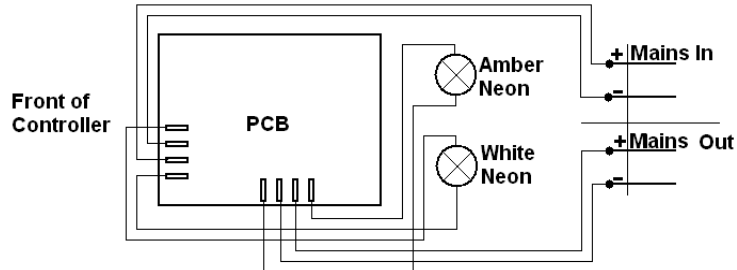 + Mains In
Amber
Neon
-
Front of
Controller
PCB
+ Mains Out
White
Neon
-